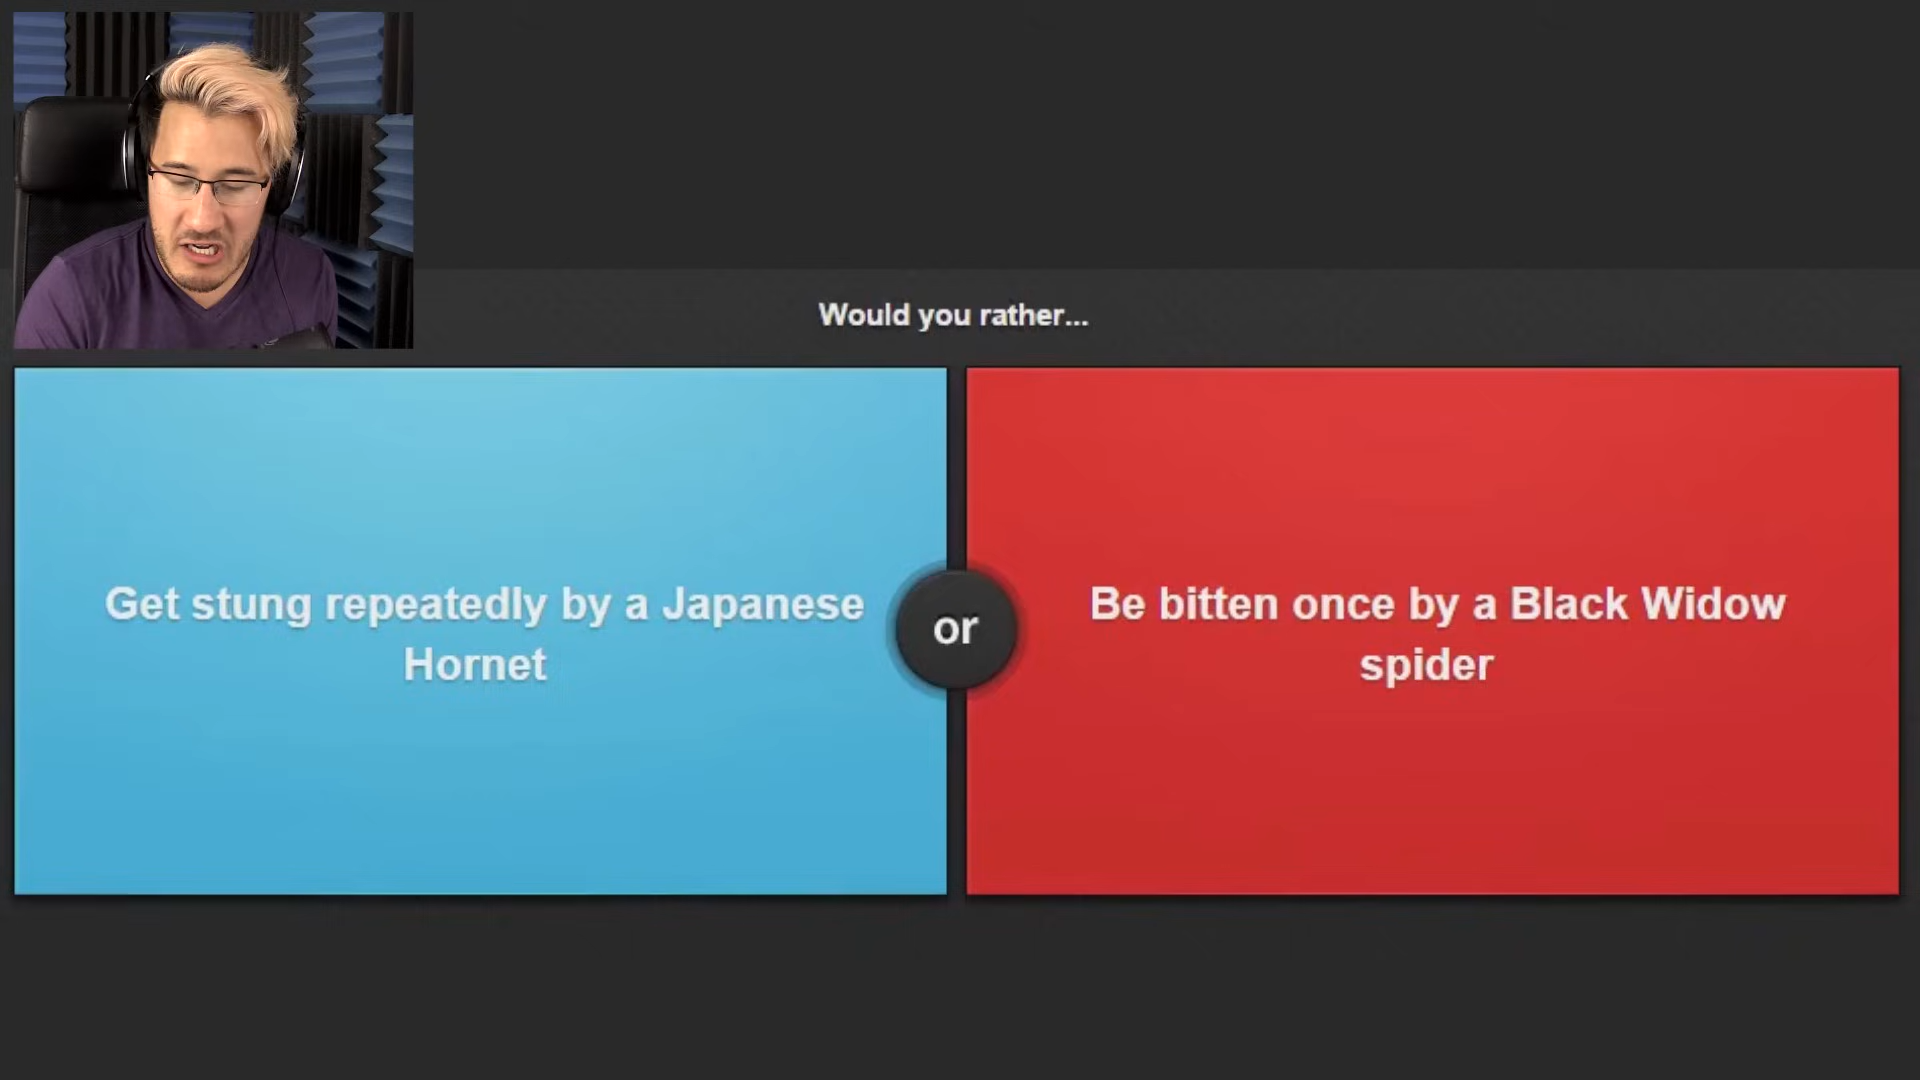 Would you rather...
Get stung repeatedly by a Japanese
Hornet
or
Be bitten once by a Black Widow
spider